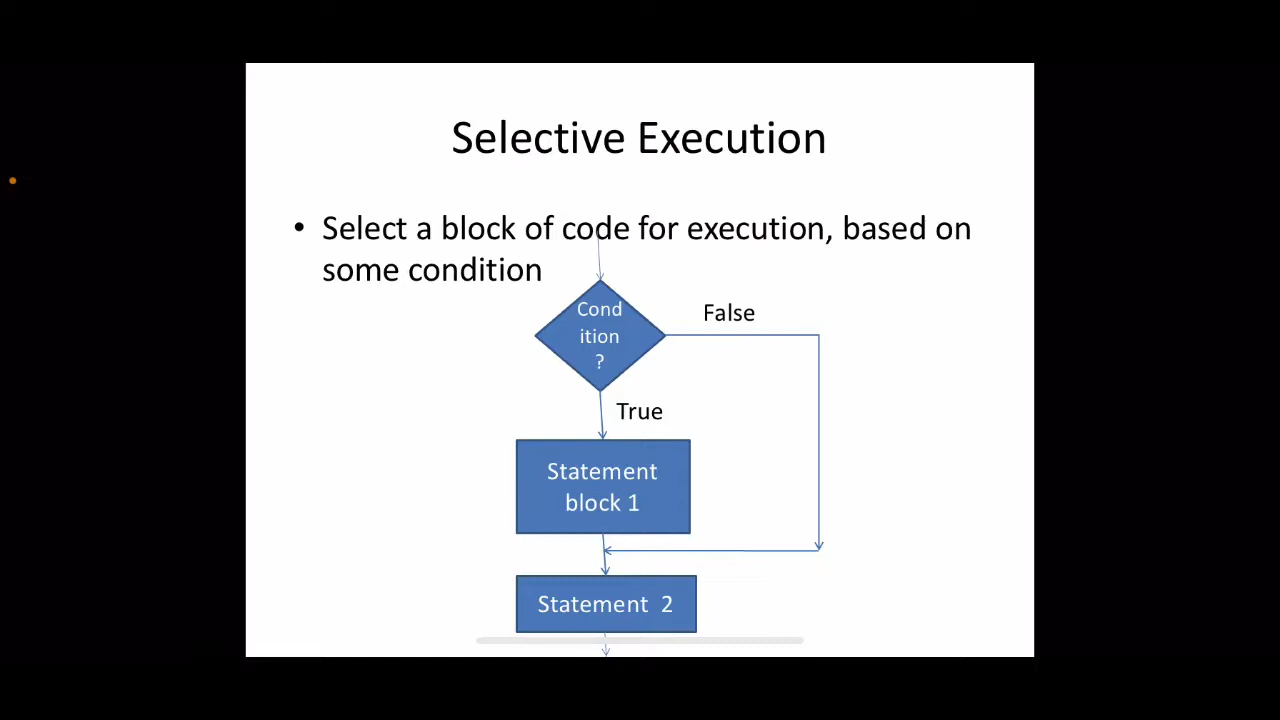 Selective Execution
• Select a block of code for execution, based on
some condition
Cond
ition
?
False
True
Statement
block 1
Statement 2